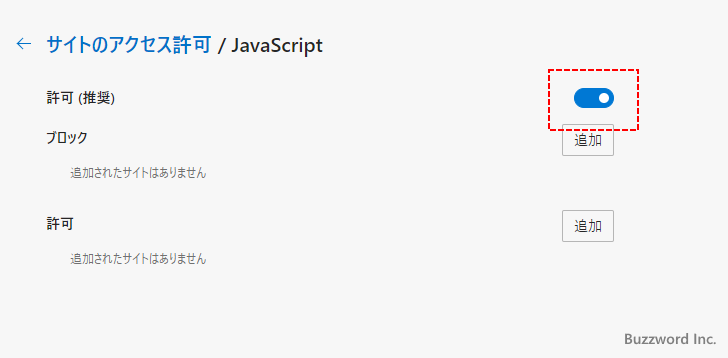 ← サイトのアクセス許可 / JavaScript
許可 (推奨)
ブロック
追加
追加されたサイトはありません
許可
追加
追加されたサイトはありません
Buzzword Inc.